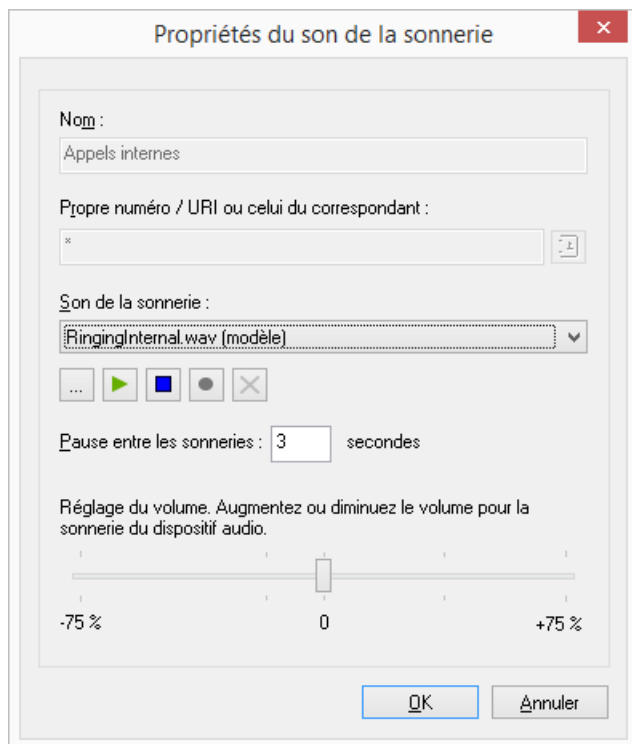 Propriétés du son de la sonnerie
Nom :
Appels internes
Propre numéro / URI ou celui du correspondant :
*
Son de la sonnerie :
RingingInternal.wav (modèle)
...
Pause entre les sonneries : 3 secondes
Réglage du volume. Augmentez ou diminuez le volume pour la
sonnerie du dispositif audio.
-75 % 0 +75 %
OK Annuler